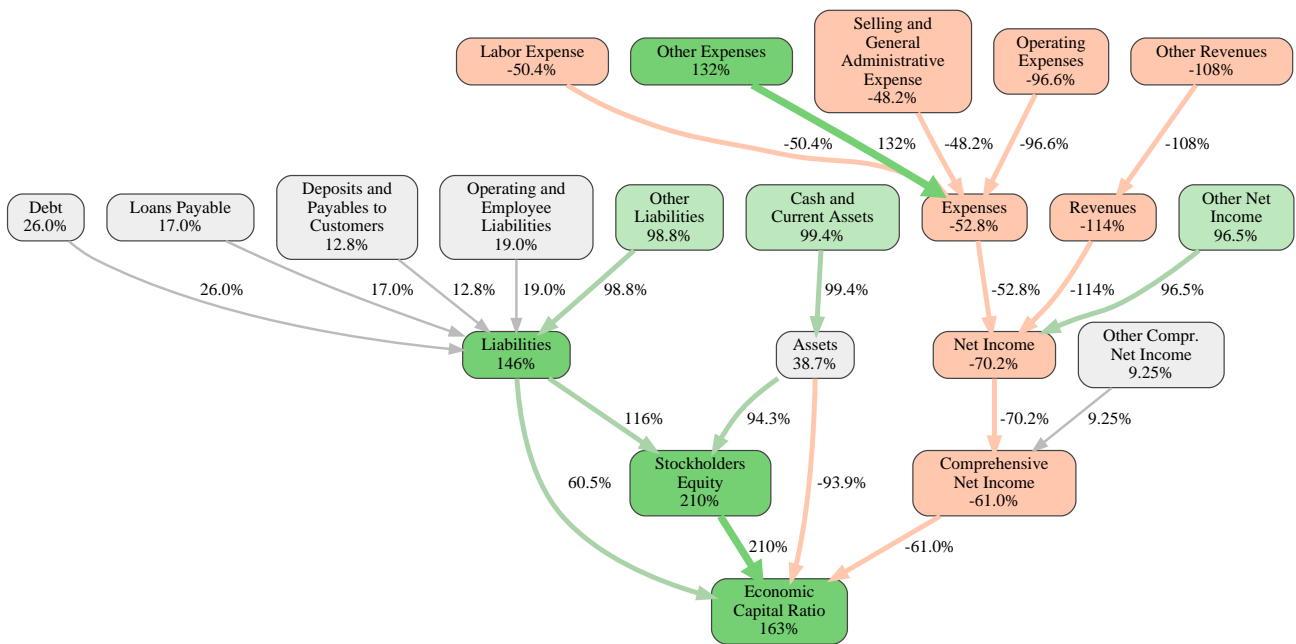 Labor Expense
-50.4%
Other Expenses
132%
Selling and
General
Administrative
Expense
-48.2%
Operating
Expenses
-96.6%
Other Revenues
-108%
-50.4%
132%
-48.2%
-96.6%
-108%
Debt
26.0%
Loans Payable
17.0%
Deposits and
Payables to
Customers
12.8%
Operating and
Employee
Liabilities
19.0%
Other
Liabilities
98.8%
Cash and
Current Assets
99.4%
Expenses
-52.8%
Revenues
-114%
Other Net
Income
96.5%
26.0%
17.0%
12.8%
19.0%
98.8%
99.4%
-52.8%
-114%
96.5%
Liabilities
146%
Assets
38.7%
Net Income
-70.2%
Other Compr.
Net Income
9.25%
116%
94.3%
-70.2%
9.25%
Stockholders
Equity
210%
Comprehensive
Net Income
-61.0%
60.5%
-93.9%
210%
-61.0%
Economic
Capital Ratio
163%